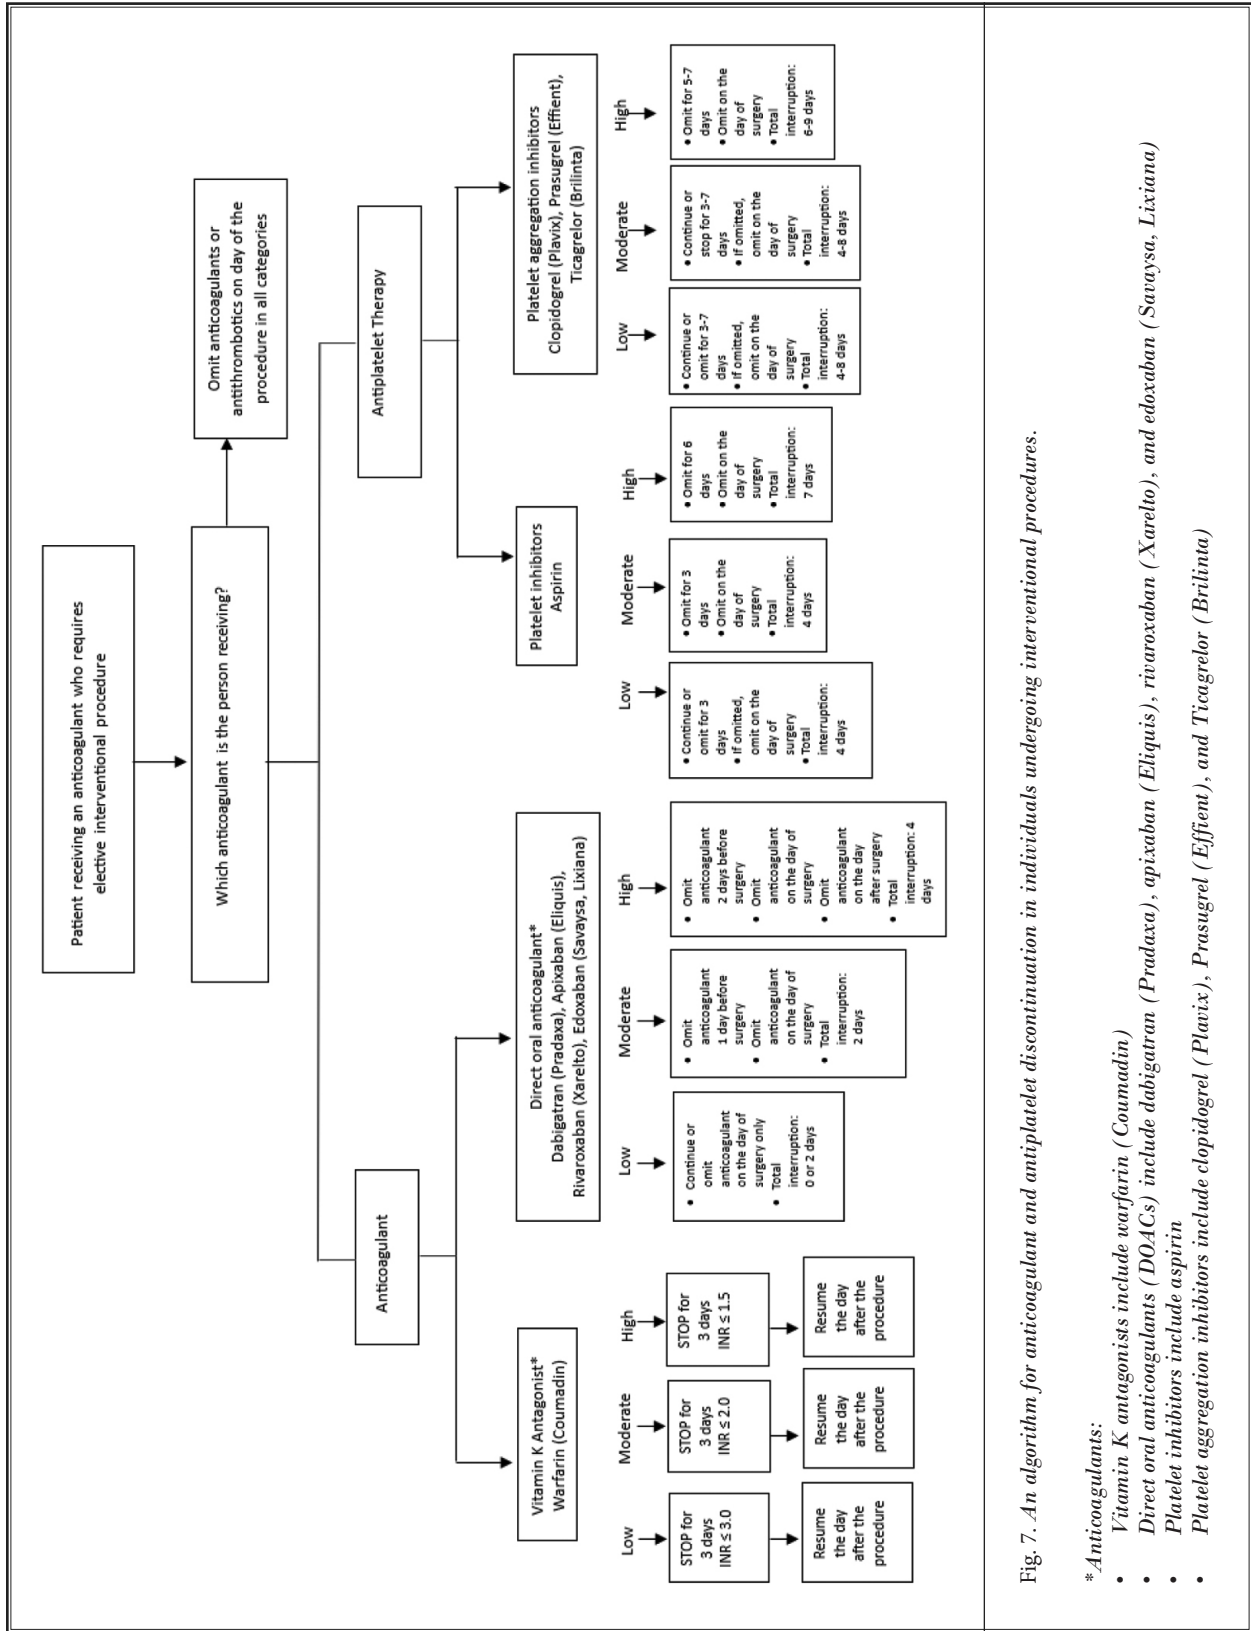 Patient receiving an anticoagulant who requires
elective interventional procedure
Which anticoagulant is the person receiving?
Omit anticoagulants or
antithrombotics on day of the
procedure in all categories
Anticoagulant
Antiplatelet Therapy
Vitamin K Antagonist*
Warfarin (Coumadin)
Direct oral anticoagulant*
Dabigatran (Pradaxa), Apixaban (Eliquis),
Rivaroxaban (Xarelto), Edoxaban (Savaysa, Lixiana)
Platelet inhibitors
Aspirin
Platelet aggregation inhibitors
Clopidogrel (Plavix), Prasugrel (Effient),
Ticagrelor (Brilinta)
Low
STOP for
3 days
INR ≤ 3.0
Resume
the day
after the
procedure
Moderate
STOP for
3 days
INR ≤ 2.0
Resume
the day
after the
procedure
High
STOP for
3 days
INR ≤ 1.5
Resume
the day
after the
procedure
Low
• Continue or
omit
anticoagulant
on the day of
surgery only
• Total
interruption:
0 or 2 days
Moderate
• Omit
anticoagulant
1 day before
surgery
• Omit
anticoagulant
on the day of
surgery
• Total
interruption:
2 days
High
• Omit
anticoagulant
2 days before
surgery
• Omit
anticoagulant
on the day of
surgery
• Omit
anticoagulant
on the day
after surgery
• Total
interruption: 4
days
Low
• Continue or
omit for 3
days
• If omitted,
omit on the
day of
surgery
• Total
interruption:
4 days
Moderate
• Omit for 3
days
• Omit on the
day of
surgery
• Total
interruption:
4 days
High
• Omit for 6
days
• Omit on the
day of
surgery
• Total
interruption:
7 days
Low
• Continue or
omit for 3-7
days
• If omitted,
omit on the
day of
surgery
• Total
interruption:
4-8 days
Moderate
• Continue or
stop for 3-7
days
• If omitted,
omit on the
day of
surgery
• Total
interruption:
4-8 days
High
• Omit for 5-7
days
• Omit on the
day of
surgery
• Total
interruption:
6-9 days
Fig. 7. An algorithm for anticoagulant and antiplatelet discontinuation in individuals undergoing interventional procedures.
*Anticoagulants:
• Vitamin K antagonists include warfarin (Coumadin)
• Direct oral anticoagulants (DOACs) include dabigatran (Pradaxa), apixaban (Eliquis), rivaroxaban (Xarelto), and edoxaban (Savaysa, Lixiana)
• Platelet inhibitors include aspirin
• Platelet aggregation inhibitors include clopidogrel (Plavix), Prasugrel (Effient), and Ticagrelor (Brilinta)